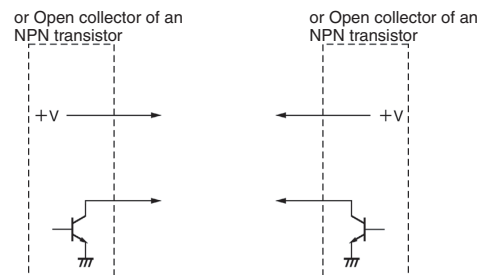 or Open collector of an
NPN transistor
+V
or Open collector of an
NPN transistor
+V